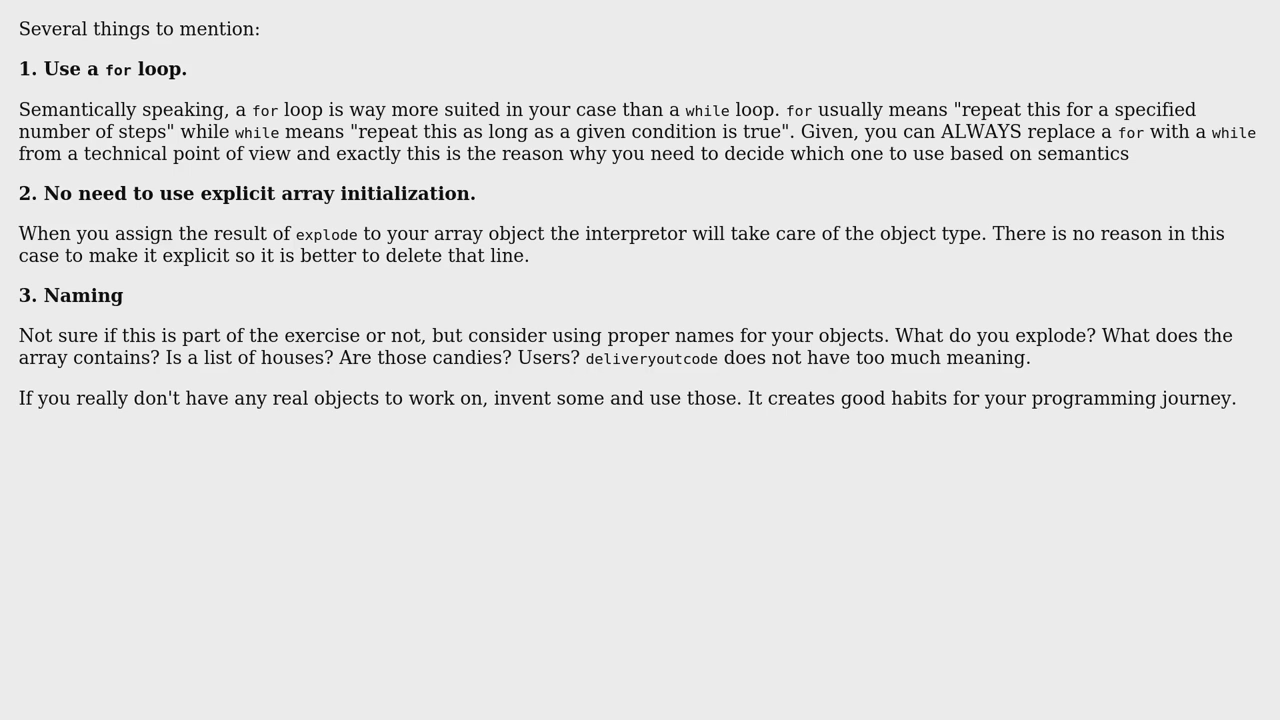 Several things to mention:
1. Use a for loop.
Semantically speaking, a for loop is way more suited in your case than a while loop. for usually means "repeat this for a specified
number of steps" while while means "repeat this as long as a given condition is true". Given, you can ALWAYS replace a for with a while
from a technical point of view and exactly this is the reason why you need to decide which one to use based on semantics
2. No need to use explicit array initialization.
When you assign the result of explode to your array object the interpretor will take care of the object type. There is no reason in this
case to make it explicit so it is better to delete that line.
3. Naming
Not sure if this is part of the exercise or not, but consider using proper names for your objects. What do you explode? What does the
array contains? Is a list of houses? Are those candies? Users? deliveryoutcode does not have too much meaning.
If you really don't have any real objects to work on, invent some and use those. It creates good habits for your programming journey.